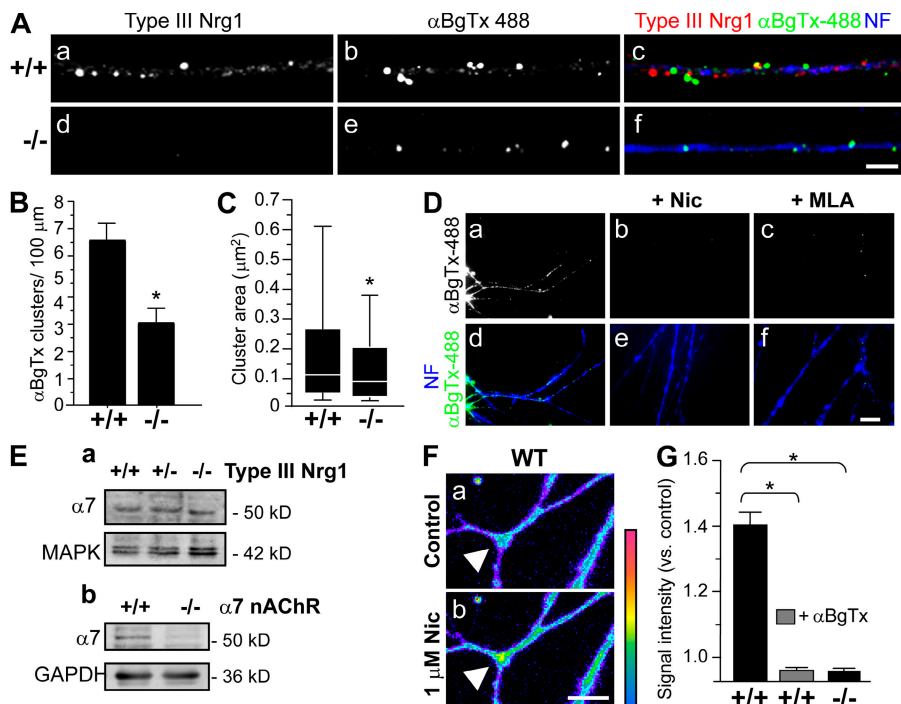 A
Type III Nrg1
αBgTx 488
Type III Nrg1 αBgTx-488 NF
+/+
a
b
c
-/-
d
e
f
B
αBgTx clusters/ 100 μm
8
7
6
5
4
3
2
1
0
*
+/+ -/-
C
Cluster area (μm²)
0.7
0.6
0.5
0.4
0.3
0.2
0.1
0
*
+/+ -/-
D
+ Nic
+ MLA
αBgTx-488
a
b
c
NF
αBgTx-488
d
e
f
E
a
+/+ +/- -/- Type III Nrg1
α7
- 50 kD
MAPK
- 42 kD
b
+/+ -/- α7 nAChR
α7
- 50 kD
GAPDH
- 36 kD
F
WT
Control
a
1 μM Nic
b
G
Signal intensity (vs. control)
1.6
1.4
1.2
1.0
*
*
+ αBgTx
+/+ +/+ -/-